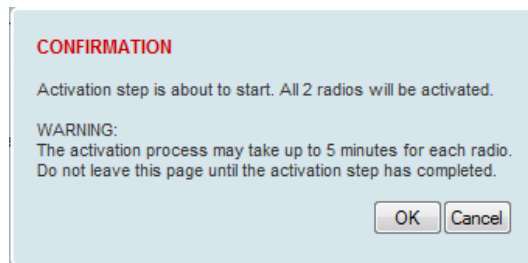 CONFIRMATION
Activation step is about to start. All 2 radios will be activated.
WARNING:
The activation process may take up to 5 minutes for each radio.
Do not leave this page until the activation step has completed.
OK Cancel